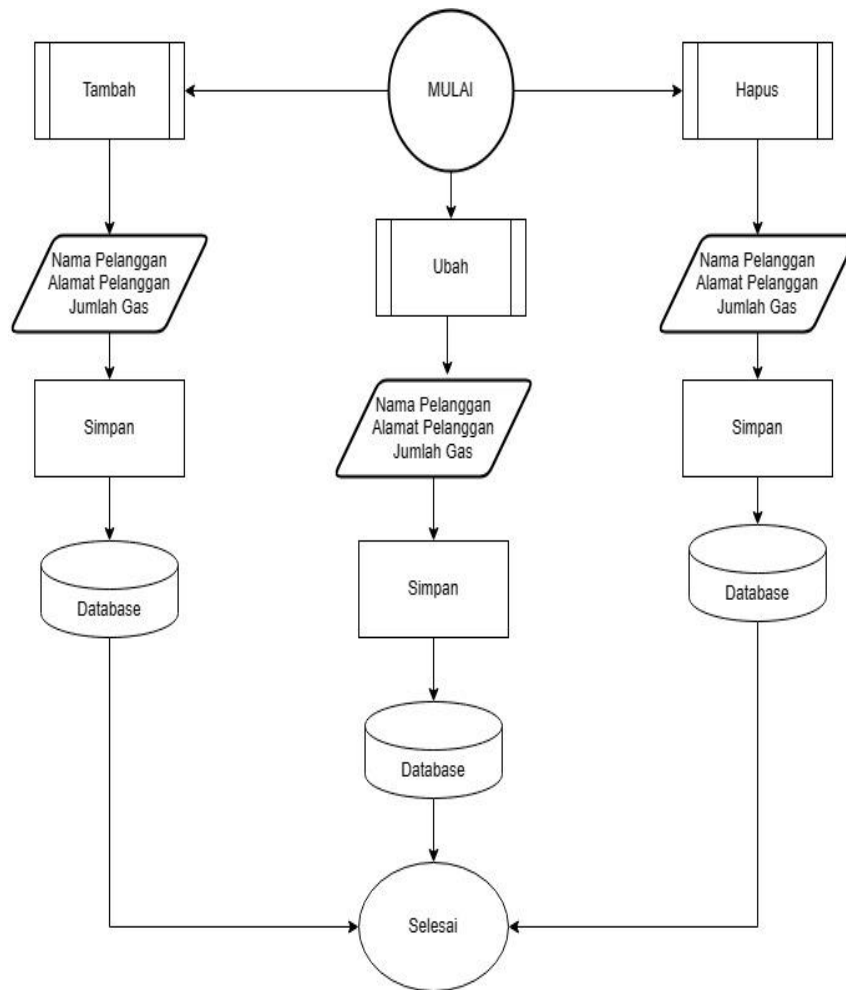 Tambah
MULAI
Hapus
Nama Pelanggan
Alamat Pelanggan
Jumlah Gas
Ubah
Nama Pelanggan
Alamat Pelanggan
Jumlah Gas
Simpan
Nama Pelanggan
Alamat Pelanggan
Jumlah Gas
Simpan
Simpan
Database
Database
Database
Selesai